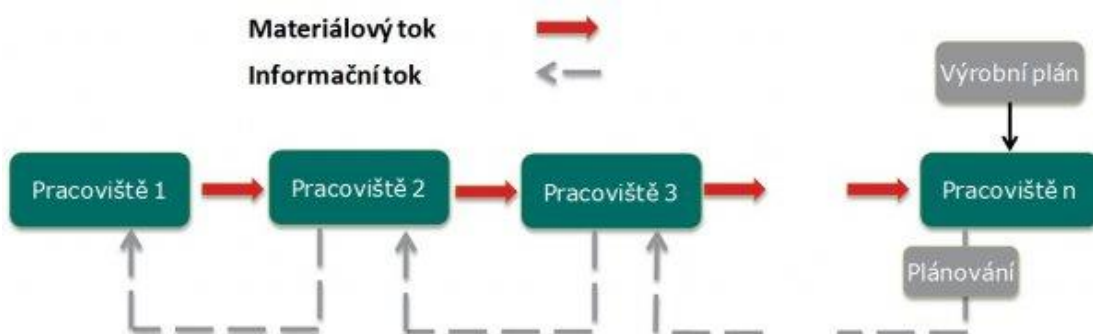 Materiálový tok
Informační tok
Výrobní plán
Pracoviště 1
Pracoviště 2
Pracoviště 3
Pracoviště n
Plánování